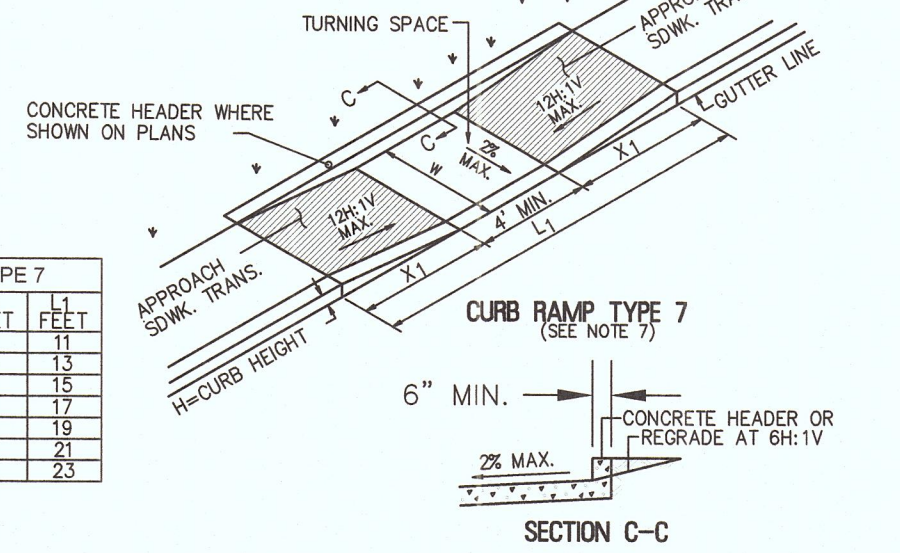 TURNING SPACE
SDWK.
GUTTER LINE
CONCRETE HEADER WHERE
SHOWN ON PLANS
C
C
12H:1V
MAX.
2%
MAX.
W
X1
4' MIN.
L1
12H:1V
MAX.
X1
APPROACH
SDWK. TRANS.
H=CURB HEIGHT
PE 7
L1
FEET
11
13
15
17
19
21
23
CURB RAMP TYPE 7
(SEE NOTE 7)
6" MIN.
CONCRETE HEADER OR
REGRADE AT 6H:1V
2% MAX.
SECTION C-C